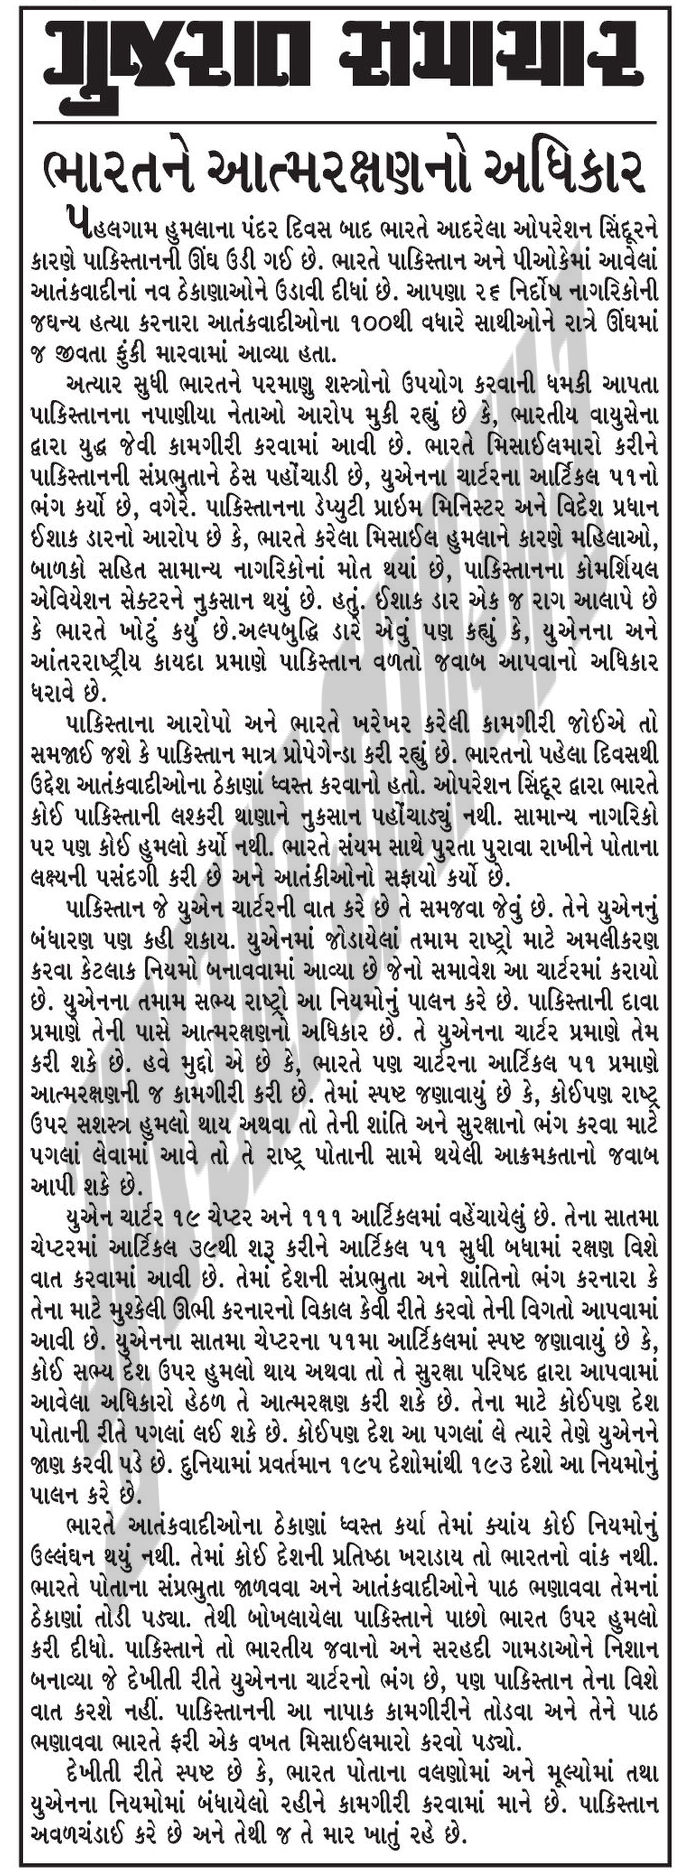 ગુજરાત સમાચાર
ભારતને આત્મરક્ષણનો અધિકાર
પહલગામ હુમલાના પંદર દિવસ બાદ ભારતે આદરેલા ઓપરેશન સિંદૂરને
કારણે પાકિસ્તાનની ઊંઘ ઉડી ગઈ છે. ભારતે પાકિસ્તાન અને પીઓકેમાં આવેલાં
આતંકવાદીનાં નવ ઠેકાણાઓને ઉડાવી દીધાં છે. આપણા ૨૬ નિર્દોષ નાગરિકોની
જઘન્ય હત્યા કરનારા આતંકવાદીઓના ૧૦૦થી વધારે સાથીઓને રાત્રે ઊંઘમાં
જ જીવતા ફુંકી મારવામાં આવ્યા હતા.
અત્યાર સુધી ભારતને પરમાણુ શસ્ત્રોનો ઉપયોગ કરવાની ધમકી આપતા
પાકિસ્તાનના નપાણીયા નેતાઓ આરોપ મુકી રહ્યું છે કે, ભારતીય વાયુસેના
દ્વારા યુદ્ધ જેવી કામગીરી કરવામાં આવી છે. ભારતે મિસાઈલમારો કરીને
પાકિસ્તાનની સંપ્રભુતાને ઠેસ પહોંચાડી છે, યુએનના ચાર્ટરના આર્ટિકલ ૫૧નો
ભંગ કર્યો છે, વગેરે. પાકિસ્તાનના ડેપ્યુટી પ્રાઇમ મિનિસ્ટર અને વિદેશ પ્રધાન
ઈશાક ડારનો આરોપ છે કે, ભારતે કરેલા મિસાઈલ હુમલાને કારણે મહિલાઓ,
બાળકો સહિત સામાન્ય નાગરિકોનાં મોત થયાં છે, પાકિસ્તાનના કોમર્શિયલ
એવિયેશન સેક્ટરને નુકસાન થયું છે. હતું. ઈશાક ડાર એક જ રાગ આલાપે છે
કે ભારતે ખોટું કર્યું છે.અલ્પબુદ્ધિ ડારે એવું પણ કહ્યું કે, યુએનના અને
આંતરરાષ્ટ્રીય કાયદા પ્રમાણે પાકિસ્તાન વળતો જવાબ આપવાનો અધિકાર
ધરાવે છે.
પાકિસ્તાના આરોપો અને ભારતે ખરેખર કરેલી કામગીરી જોઈએ તો
સમજાઈ જશે કે પાકિસ્તાન માત્ર પ્રોપેગેન્ડા કરી રહ્યું છે. ભારતનો પહેલા દિવસથી
ઉદ્દેશ આતંકવાદીઓના ઠેકાણાં ધ્વસ્ત કરવાનો હતો. ઓપરેશન સિંદૂર દ્વારા ભારતે
કોઈ પાકિસ્તાની લશ્કરી થાણાને નુકસાન પહોંચાડ્યું નથી. સામાન્ય નાગરિકો
પર પણ કોઈ હુમલો કર્યો નથી. ભારતે સંયમ સાથે પુરતા પુરાવા રાખીને પોતાના
લક્ષ્યની પસંદગી કરી છે અને આતંકીઓનો સફાયો કર્યો છે.
પાકિસ્તાન જે યુએન ચાર્ટરની વાત કરે છે તે સમજવા જેવું છે. તેને યુએનનું
બંધારણ પણ કહી શકાય. યુએનમાં જોડાયેલાં તમામ રાષ્ટ્રો માટે અમલીકરણ
કરવા કેટલાક નિયમો બનાવવામાં આવ્યા છે જેનો સમાવેશ આ ચાર્ટરમાં કરાયો
છે. યુએનના તમામ સભ્ય રાષ્ટ્રો આ નિયમોનું પાલન કરે છે. પાકિસ્તાની દાવા
પ્રમાણે તેની પાસે આત્મરક્ષણનો અધિકાર છે. તે યુએનના ચાર્ટર પ્રમાણે તેમ
કરી શકે છે. હવે મુદ્દો એ છે કે, ભારતે પણ ચાર્ટરના આર્ટિકલ ૫૧ પ્રમાણે
આત્મરક્ષણની જ કામગીરી કરી છે. તેમાં સ્પષ્ટ જણાવાયું છે કે, કોઈપણ રાષ્ટ્ર
ઉપર સશસ્ત્ર હુમલો થાય અથવા તો તેની શાંતિ અને સુરક્ષાનો ભંગ કરવા માટે
પગલાં લેવામાં આવે તો તે રાષ્ટ્ર પોતાની સામે થયેલી આક્રમકતાનો જવાબ
આપી શકે છે.
યુએન ચાર્ટર ૧૯ ચેપ્ટર અને ૧૧૧ આર્ટિકલમાં વહેંચાયેલું છે. તેના સાતમા
ચેપ્ટરમાં આર્ટિકલ ૩૯થી શરૂ કરીને આર્ટિકલ ૫૧ સુધી બધામાં રક્ષણ વિશે
વાત કરવામાં આવી છે. તેમાં દેશની સંપ્રભુતા અને શાંતિનો ભંગ કરનારા કે
તેના માટે મુશ્કેલી ઊભી કરનારનો વિકાલ કેવી રીતે કરવો તેની વિગતો આપવામાં
આવી છે. યુએનના સાતમા ચેપ્ટરના ૫૧મા આર્ટિકલમાં સ્પષ્ટ જણાવાયું છે કે,
કોઈ સભ્ય દેશ ઉપર હુમલો થાય અથવા તો તે સુરક્ષા પરિષદ દ્વારા આપવામાં
આવેલા અધિકારો હેઠળ તે આત્મરક્ષણ કરી શકે છે. તેના માટે કોઈપણ દેશ
પોતાની રીતે પગલાં લઈ શકે છે. કોઈપણ દેશ આ પગલાં લે ત્યારે તેણે યુએનને
જાણ કરવી પડે છે. દુનિયામાં પ્રવર્તમાન ૧૯૫ દેશોમાંથી ૧૯૩ દેશો આ નિયમોનું
પાલન કરે છે.
ભારતે આતંકવાદીઓના ઠેકાણાં ધ્વસ્ત કર્યા તેમાં ક્યાંય કોઈ નિયમોનું
ઉલ્લંઘન થયું નથી. તેમાં કોઈ દેશની પ્રતિષ્ઠા ખરાડાય તો ભારતનો વાંક નથી.
ભારતે પોતાના સંપ્રભુતા જાળવવા અને આતંકવાદીઓને પાઠ ભણાવવા તેમનાં
ઠેકાણાં તોડી પડ્યા. તેથી બોખલાયેલા પાકિસ્તાને પાછો ભારત ઉપર હુમલો
કરી દીધો. પાકિસ્તાને તો ભારતીય જવાનો અને સરહદી ગામડાઓને નિશાન
બનાવ્યા જે દેખીતી રીતે યુએનના ચાર્ટરનો ભંગ છે, પણ પાકિસ્તાન તેના વિશે
વાત કરશે નહીં. પાકિસ્તાનની આ નાપાક કામગીરીને તોડવા અને તેને પાઠ
ભણાવવા ભારતે ફરી એક વખત મિસાઈલમારો કરવો પડ્યો.
દેખીતી રીતે સ્પષ્ટ છે કે, ભારત પોતાના વલણોમાં અને મૂલ્યોમાં તથા
યુએનના નિયમોમાં બંધાયેલો રહીને કામગીરી કરવામાં માને છે. પાકિસ્તાન
અવળચંડાઈ કરે છે અને તેથી જ તે માર ખાતું રહે છે.